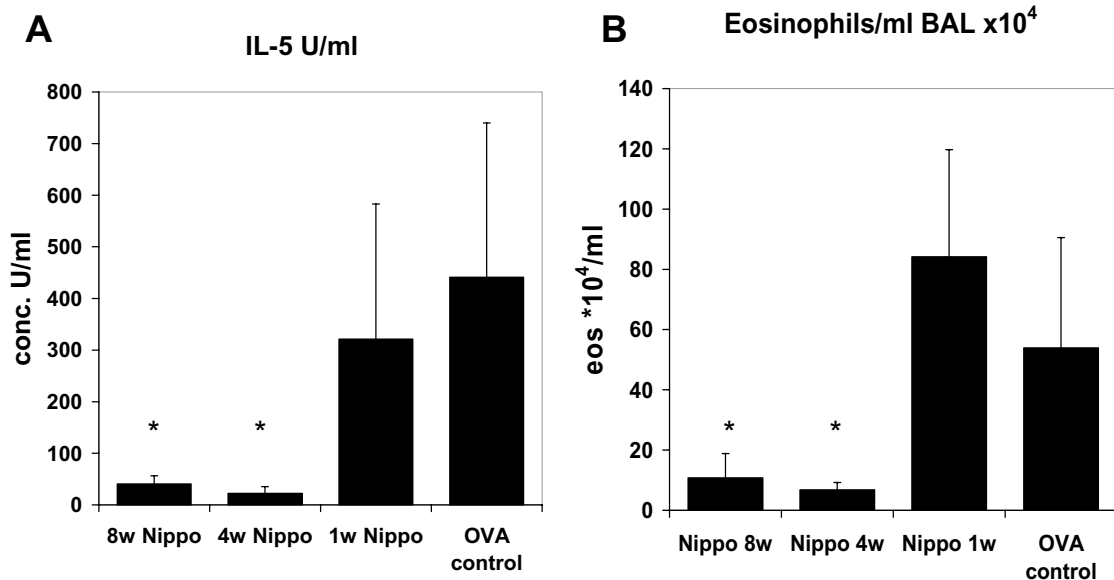 A
IL-5 U/ml
conc. U/ml
800
700
600
500
400
300
200
100
0
*
*
8w Nippo
4w Nippo
1w Nippo
OVA
control
B
Eosinophils/ml BAL x10⁴
eos *10⁴/ml
140
120
100
80
60
40
20
0
*
*
Nippo 8w
Nippo 4w
Nippo 1w
OVA
control